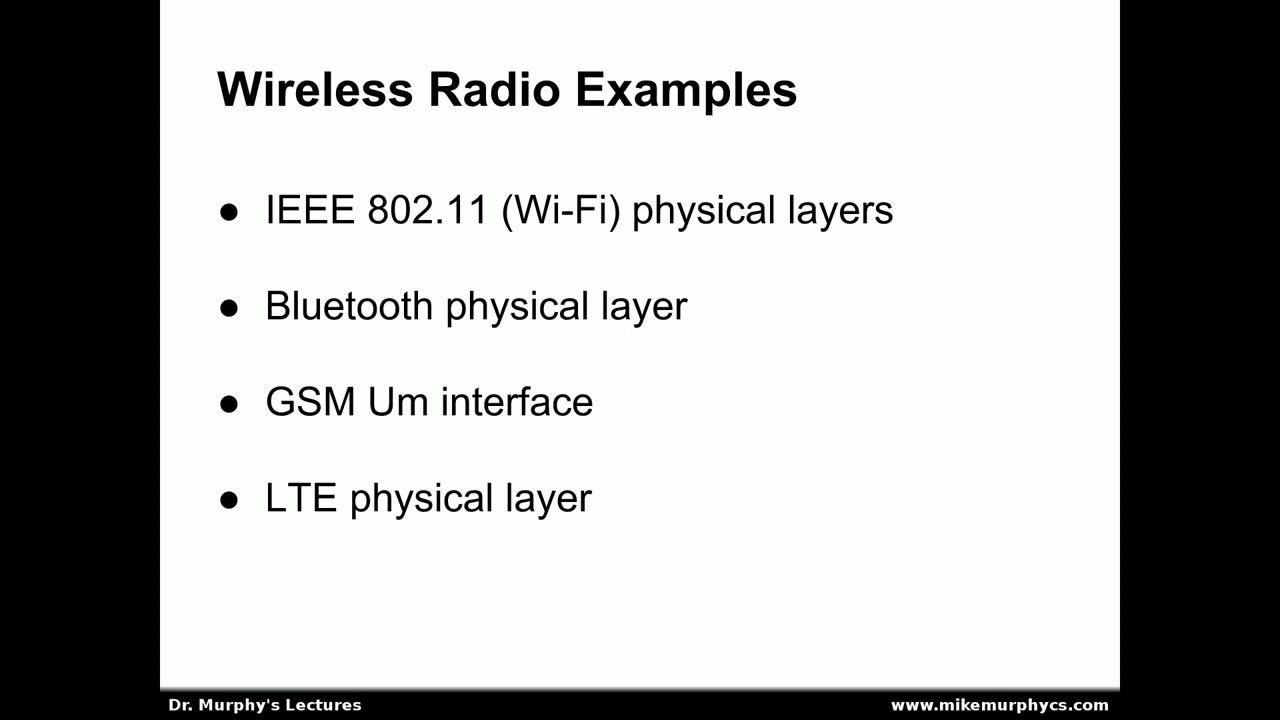 Wireless Radio Examples
● IEEE 802.11 (Wi-Fi) physical layers
● Bluetooth physical layer
● GSM Um interface
● LTE physical layer
Dr. Murphy's Lectures
www.mikemurphycs.com